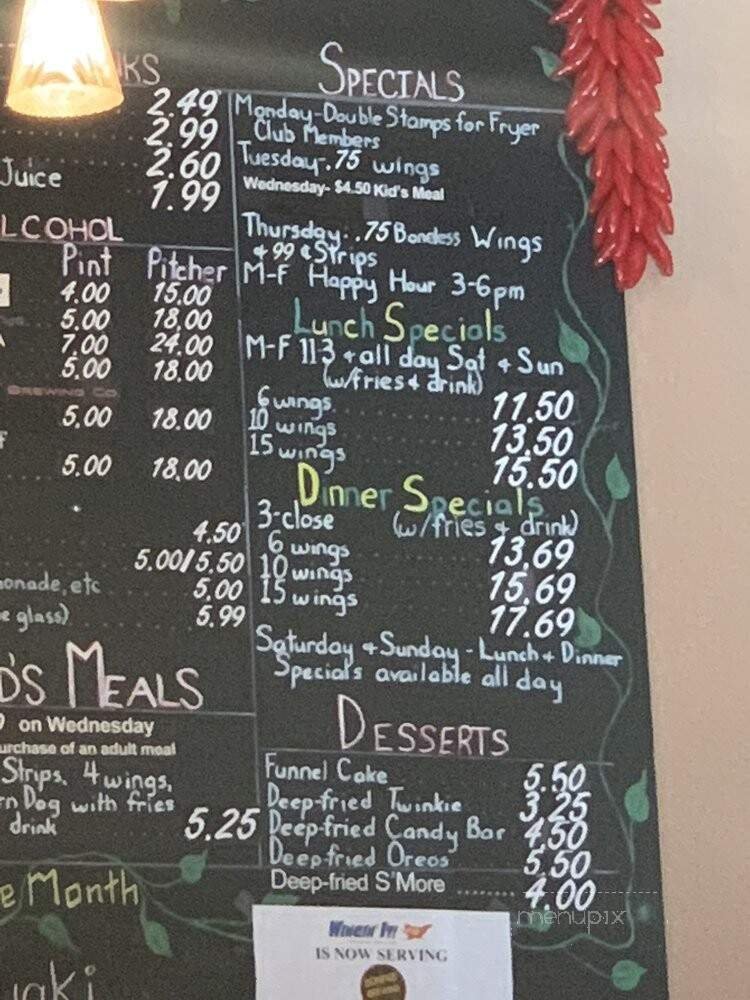 KS
2.49
2.99
2.60
Juice
1.99
LCOHOL
Pint Pitcher
4.00 15.00
5.00 18.00
7.00 24.00
5.00 18.00
BREWING CO.
5.00 18.00
5.00 18.00
4.50
5.00/5.50
onade, etc 5.00
e glass) 5.99
D'S MEALS
on Wednesday
urchase of an adult meal
Strips, 4 wings,
rn Dog with fries
drink 5.25
e Month
SPECIALS
Monday-Double Stamps for Fryer
Club Members
Tuesday-.75 wings
Wednesday- $4.50 Kid's Meal
Thursday-.75 Boneless Wings
+ .99 ¢ Strips
M-F Happy Hour 3-6pm
Lunch Specials
M-F 11-3 + all day Sat + Sun
(w/fries + drink)
6 wings 11.50
10 wings 13.50
15 wings 15.50
Dinner Specials
3-close (w/fries + drink)
6 wings 13.69
10 wings 15.69
15 wings 17.69
Saturday + Sunday - Lunch + Dinner
Specials available all day
DESSERTS
Funnel Cake 5.50
Deep-fried Twinkie 3.25
Deep-fried Candy Bar 4.50
Deep-fried Oreos 5.50
Deep-fried S'More ........ 4.00
menupix
Wingin' It!
IS NOW SERVING